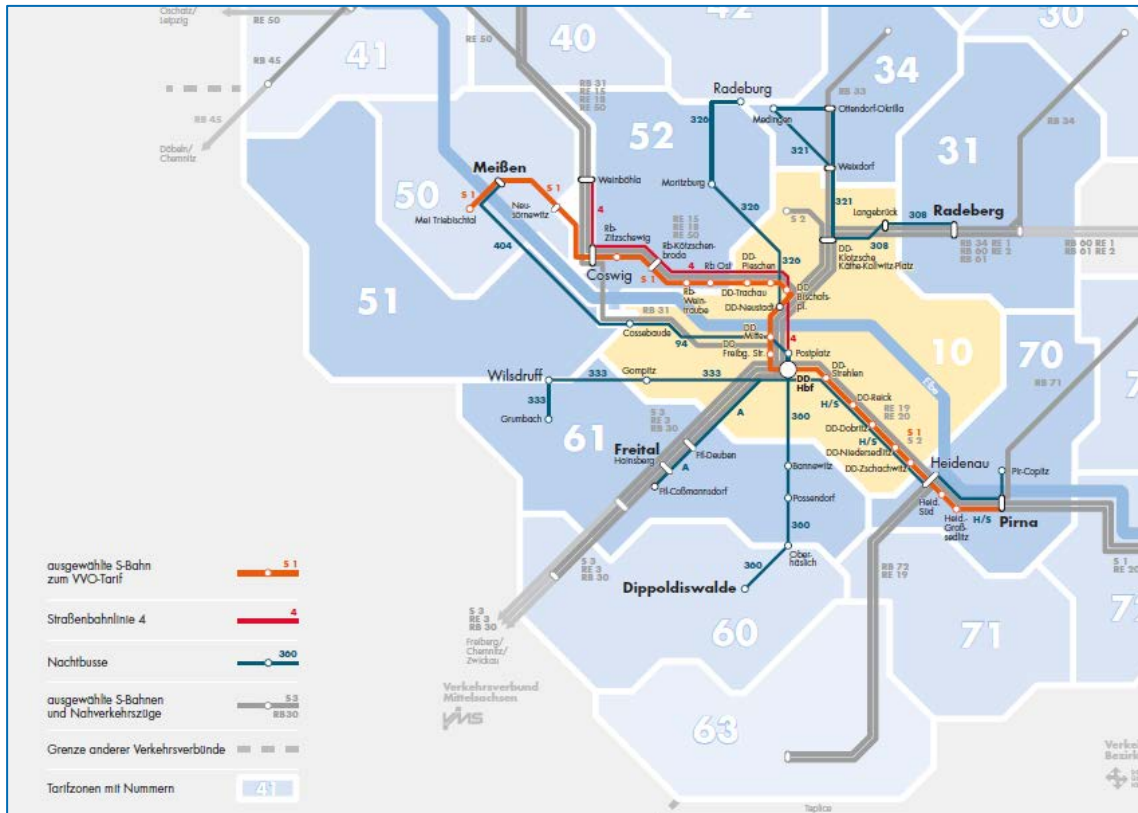 Oschatz/
Leipzig
RE 50
RB 45
41
RE 50
40
42
30
RB 31
RE 15
RE 18
RE 50
Radeburg
326
Medingen
321
34
RB 33
Ottendorf-Okrilla
Weixdorf
RB 34
31
RB 45
Döbeln/
Chemnitz
52
Meißen
50
S 1
Mei Triebischtal
S 1
Neu-
sörnewitz
Weinböhla
4
Moritzburg
326
321
S 2
Langebrück
308
Radeberg
308
RB 34 RE 1
RB 60 RE 2
RB 61
RB 60 RE 1
RB 61 RE 2
404
Rb-
Zitzschewig
RE 15
RE 18
RE 50
Rb-Kötzschen-
broda
Coswig
S 1
4
Rb Ost
DD-
Pieschen
326
DD-
Klotzsche
Käthe-Kollwitz-Platz
51
Rb-
Wein-
traube
DD-Trachau
DD-Neustadt
DD
Bischofs-
pl.
RB 31
Cossebaude
94
DD
Mitte
DD
Freibg. Str.
4
Postplatz
10
Elbe
70
RB 71
Wilsdruff
333
Gompitz
333
333
Grumbach
DD-
Hbf
DD-
Strehlen
H/S
DD-Reick
RE 19
RE 20
61
S 3
RE 3
RB 30
A
360
DD-Dobritz
H/S
S 1
S 2
DD-Niedersedlitz
DD-Zschachwitz
Freital
Hainsberg
A
Ftl-Deuben
Ftl-Coßmannsdorf
Bannewitz
Possendorf
Heidenau
Pir-Copitz
Heid.
Süd
Heid.-
Groß-
sedlitz
H/S
Pirna
360
Ober-
häslich
360
Dippoldiswalde
S 3
RE 3
RB 30
RB 72
RE 19
S 1
RE 20
60
71
72
S 3
RE 3
RB 30
Freiberg/
Chemnitz/
Zwickau
Verkehrsverbund
Mittelsachsen
VMS
63
Teplice
ausgewählte S-Bahn
zum VVO-Tarif
S 1
Straßenbahnlinie 4
4
Nachtbusse
360
ausgewählte S-Bahnen
und Nahverkehrszüge
S3
RB30
Grenze anderer Verkehrsverbünde
Tarifzonen mit Nummern
41